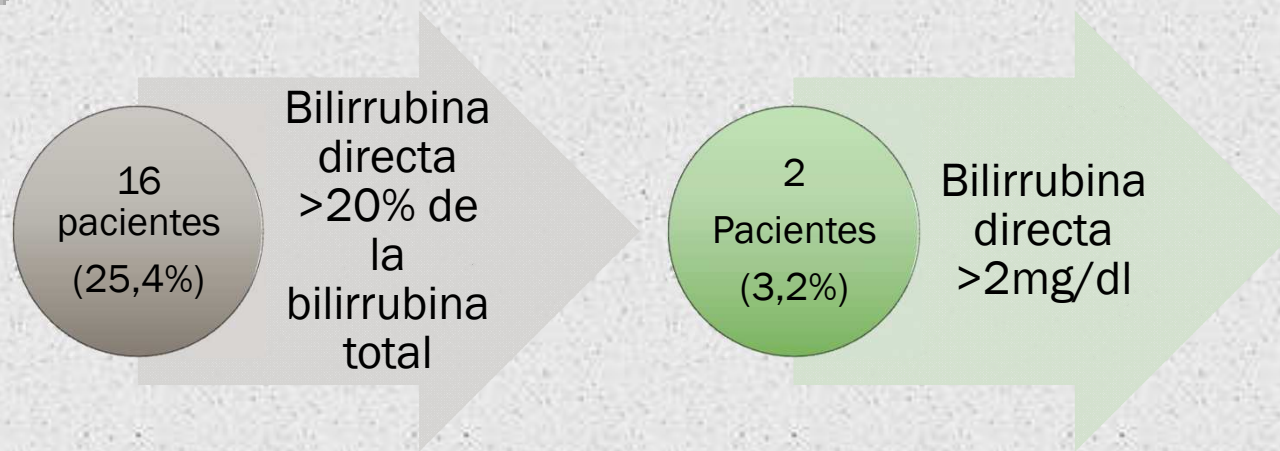 16
pacientes
(25,4%)
Bilirrubina
directa
>20% de
la
bilirrubina
total
2
Pacientes
(3,2%)
Bilirrubina
directa
>2mg/dl